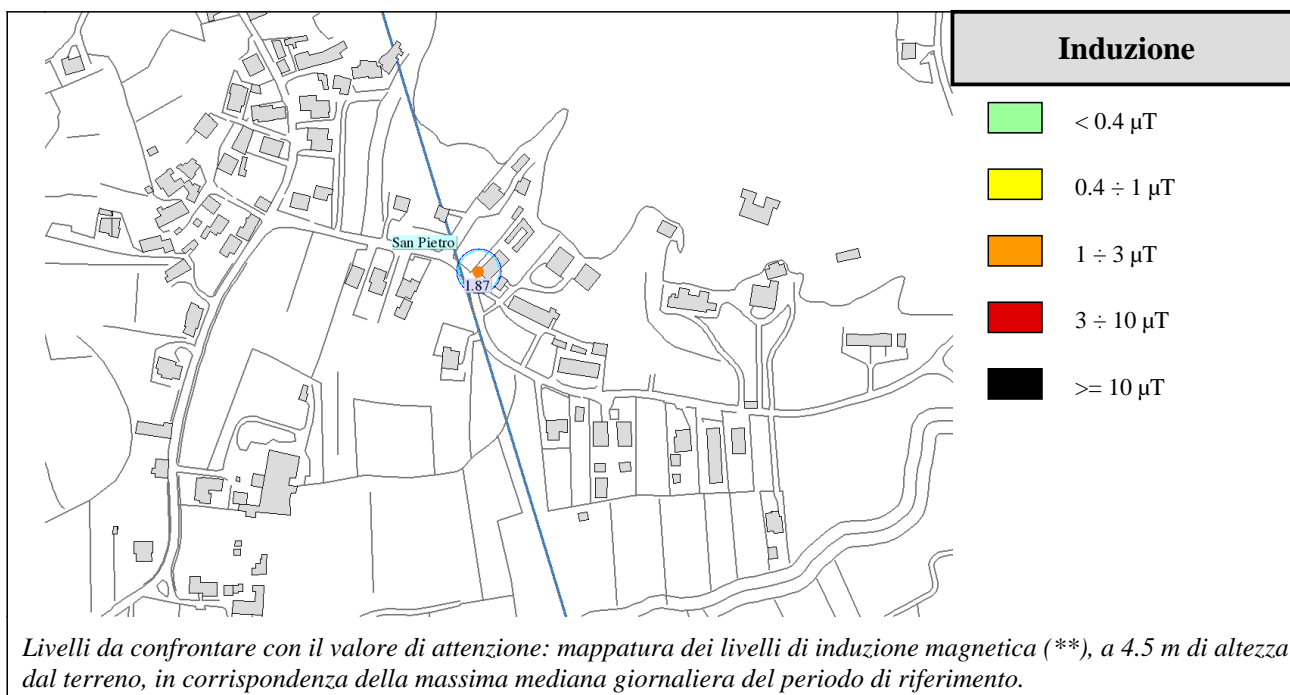 Induzione
< 0.4 µT
0.4 ÷ 1 µT
1 ÷ 3 µT
3 ÷ 10 µT
>= 10 µT
San Pietro
1.87
Livelli da confrontare con il valore di attenzione: mappatura dei livelli di induzione magnetica (**), a 4.5 m di altezza
dal terreno, in corrispondenza della massima mediana giornaliera del periodo di riferimento.